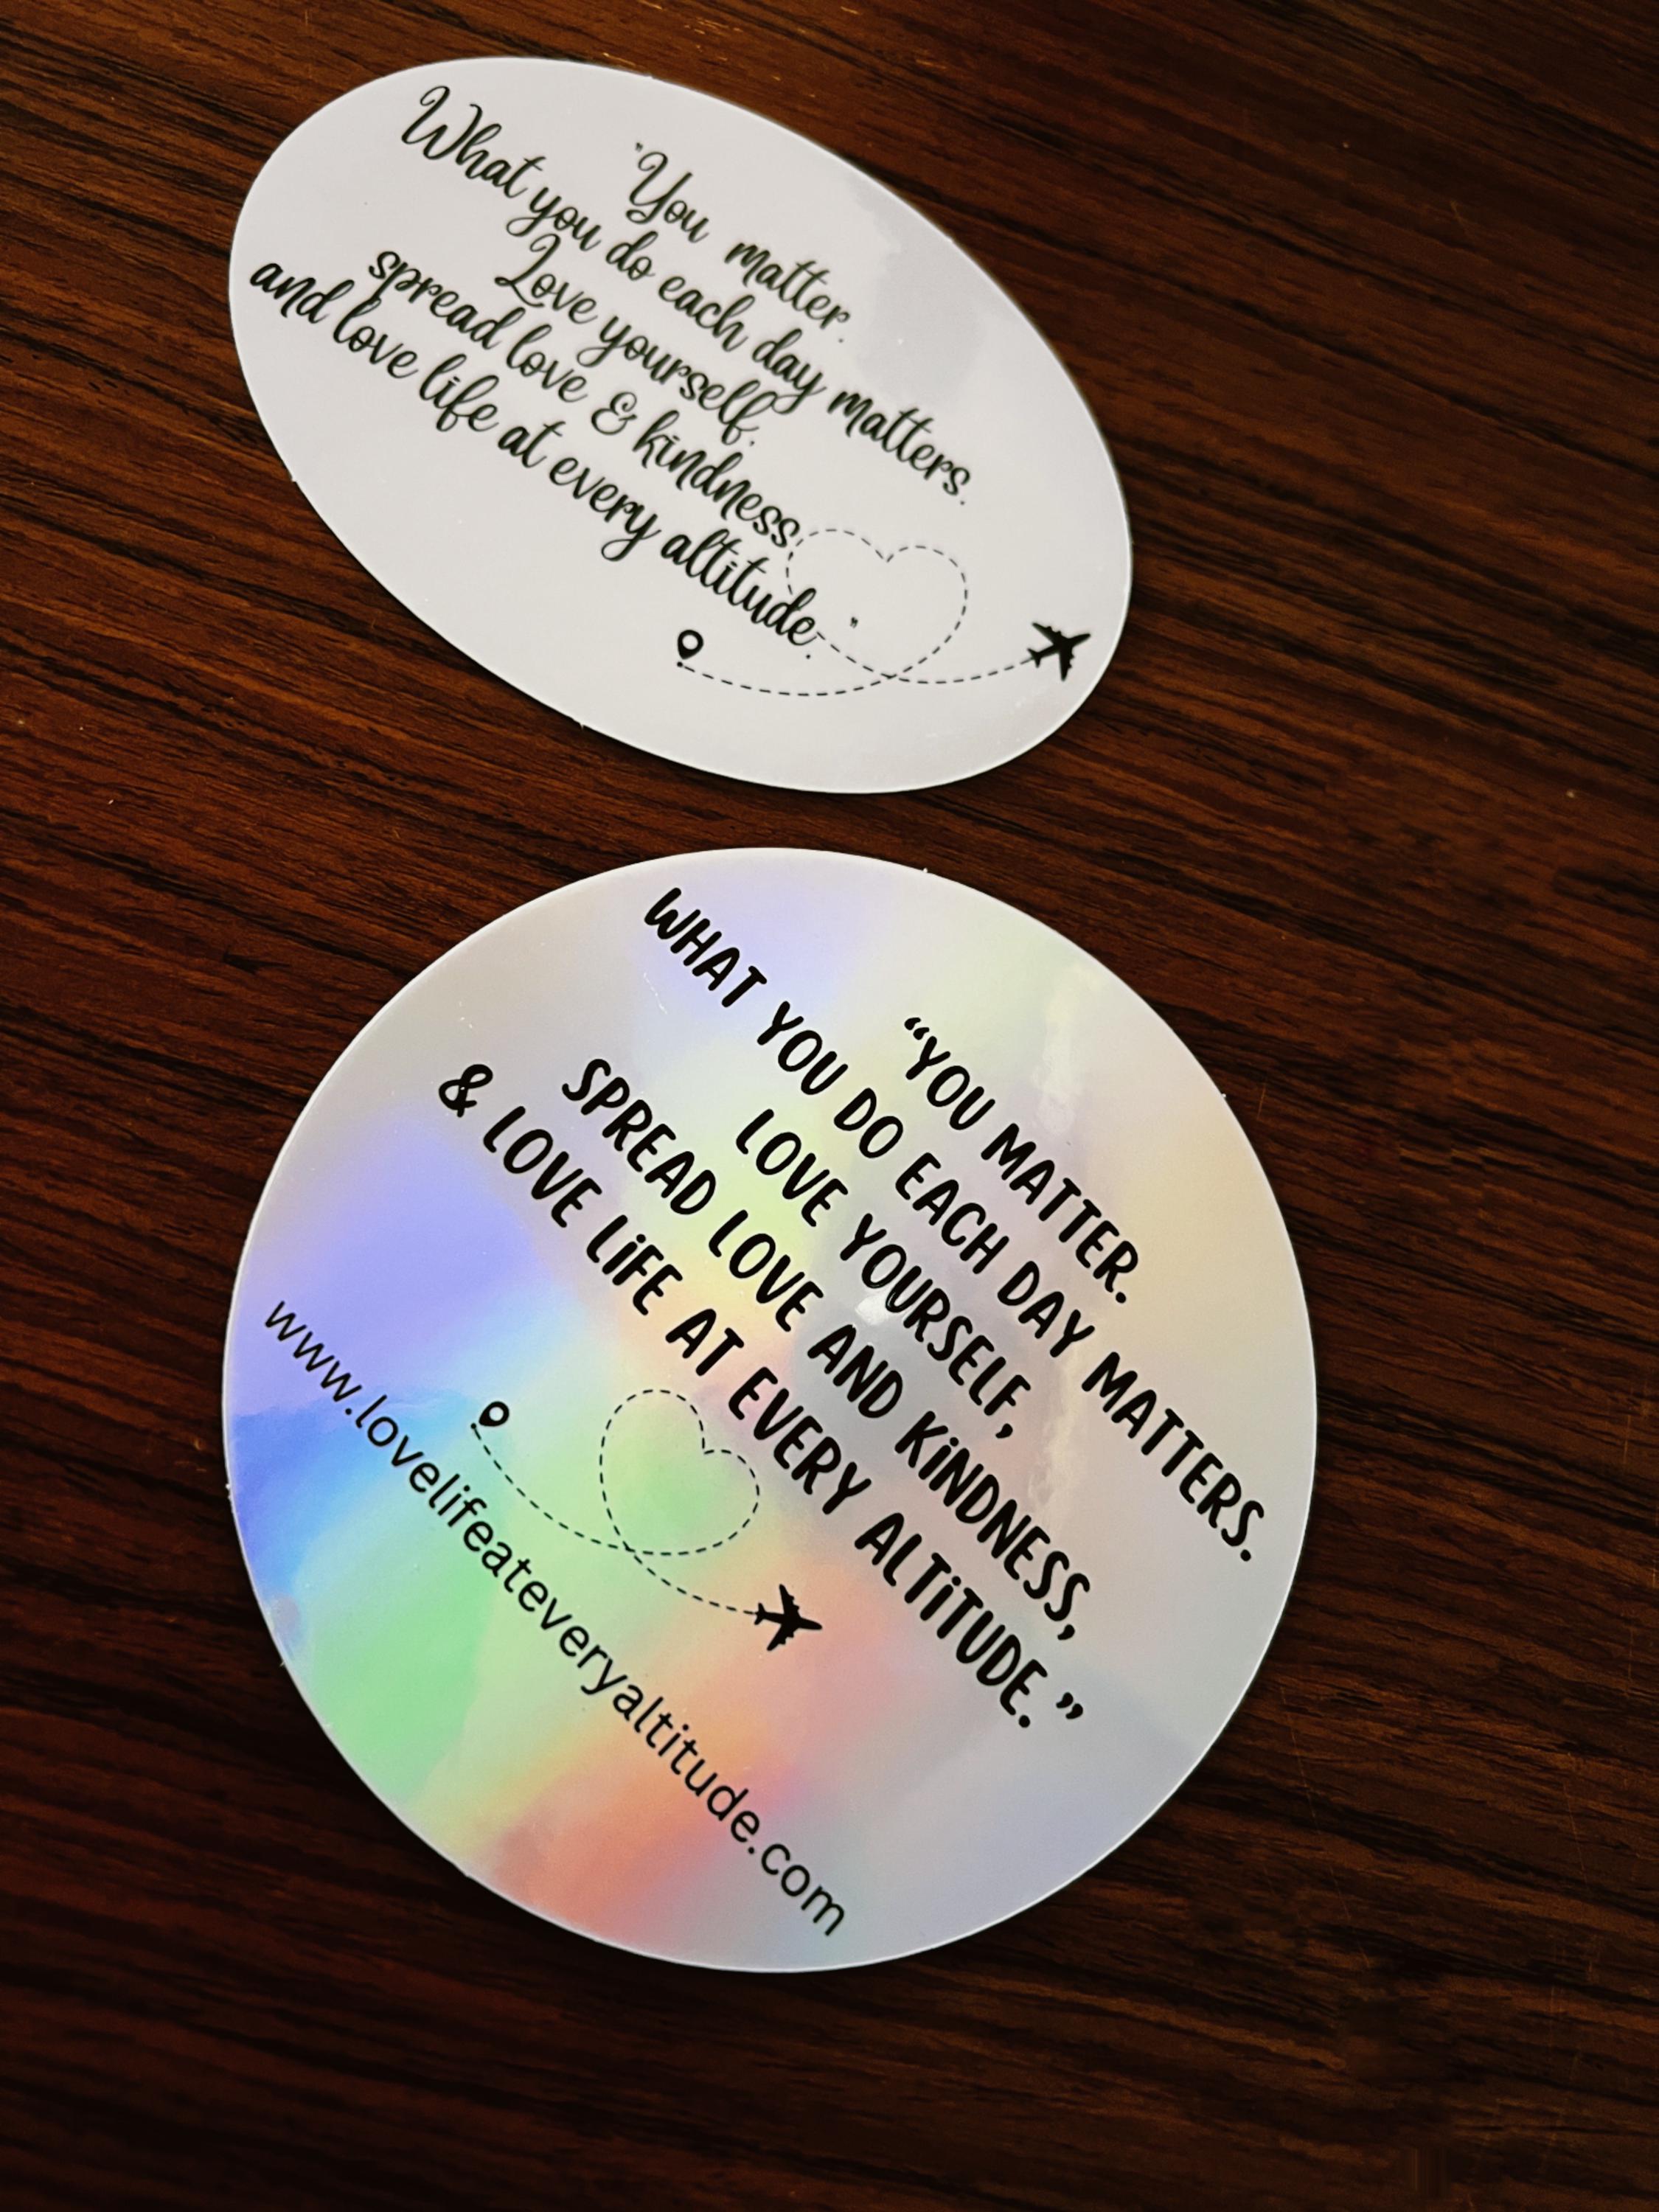 "You matter.
What you do each day matters.
Love yourself.
spread love & kindness
and love life at every altitude."
“YOU MATTER.
WHAT YOU DO EACH DAY MATTERS.
LOVE YOURSELF,
SPREAD LOVE AND KiNDNESS,
& LOVE LiFE AT EVERY ALTiTUDE.”
www.lovelifeateveryaltitude.com